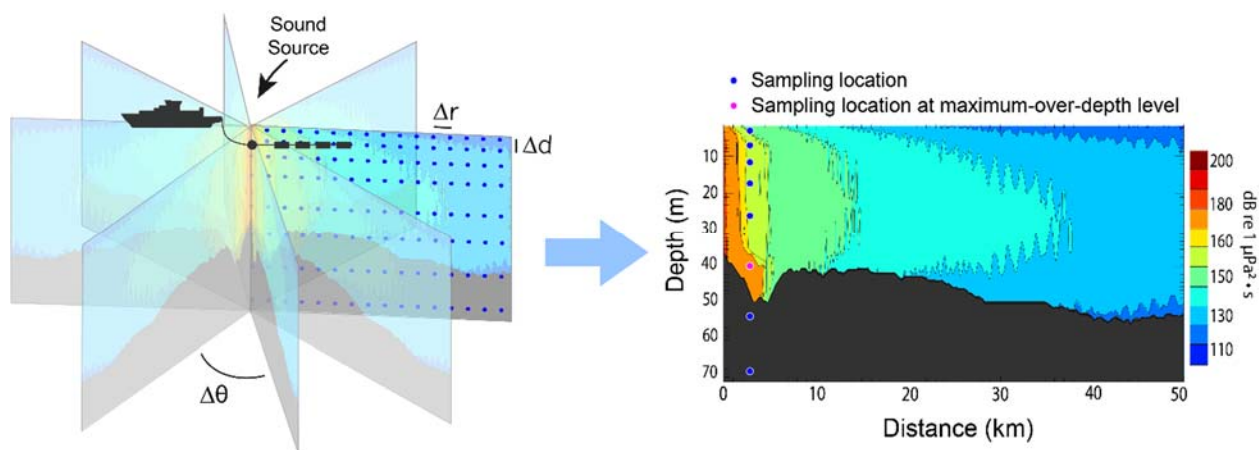 Sound
Source
Δr
Δd
Δθ
Sampling location
Sampling location at maximum-over-depth level
Depth (m)
10
20
30
40
50
60
70
0
10
20
30
40
50
Distance (km)
200
180
160
150
130
110
dB re 1 µPa²•s